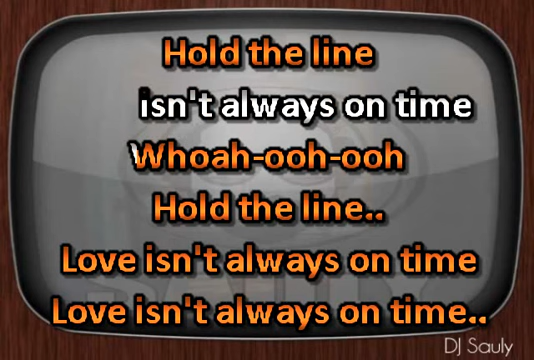 Hold the line
isn't always on time
Whoah-ooh-ooh
Hold the line..
Love isn't always on time
Love isn't always on time..
DJ Sauly